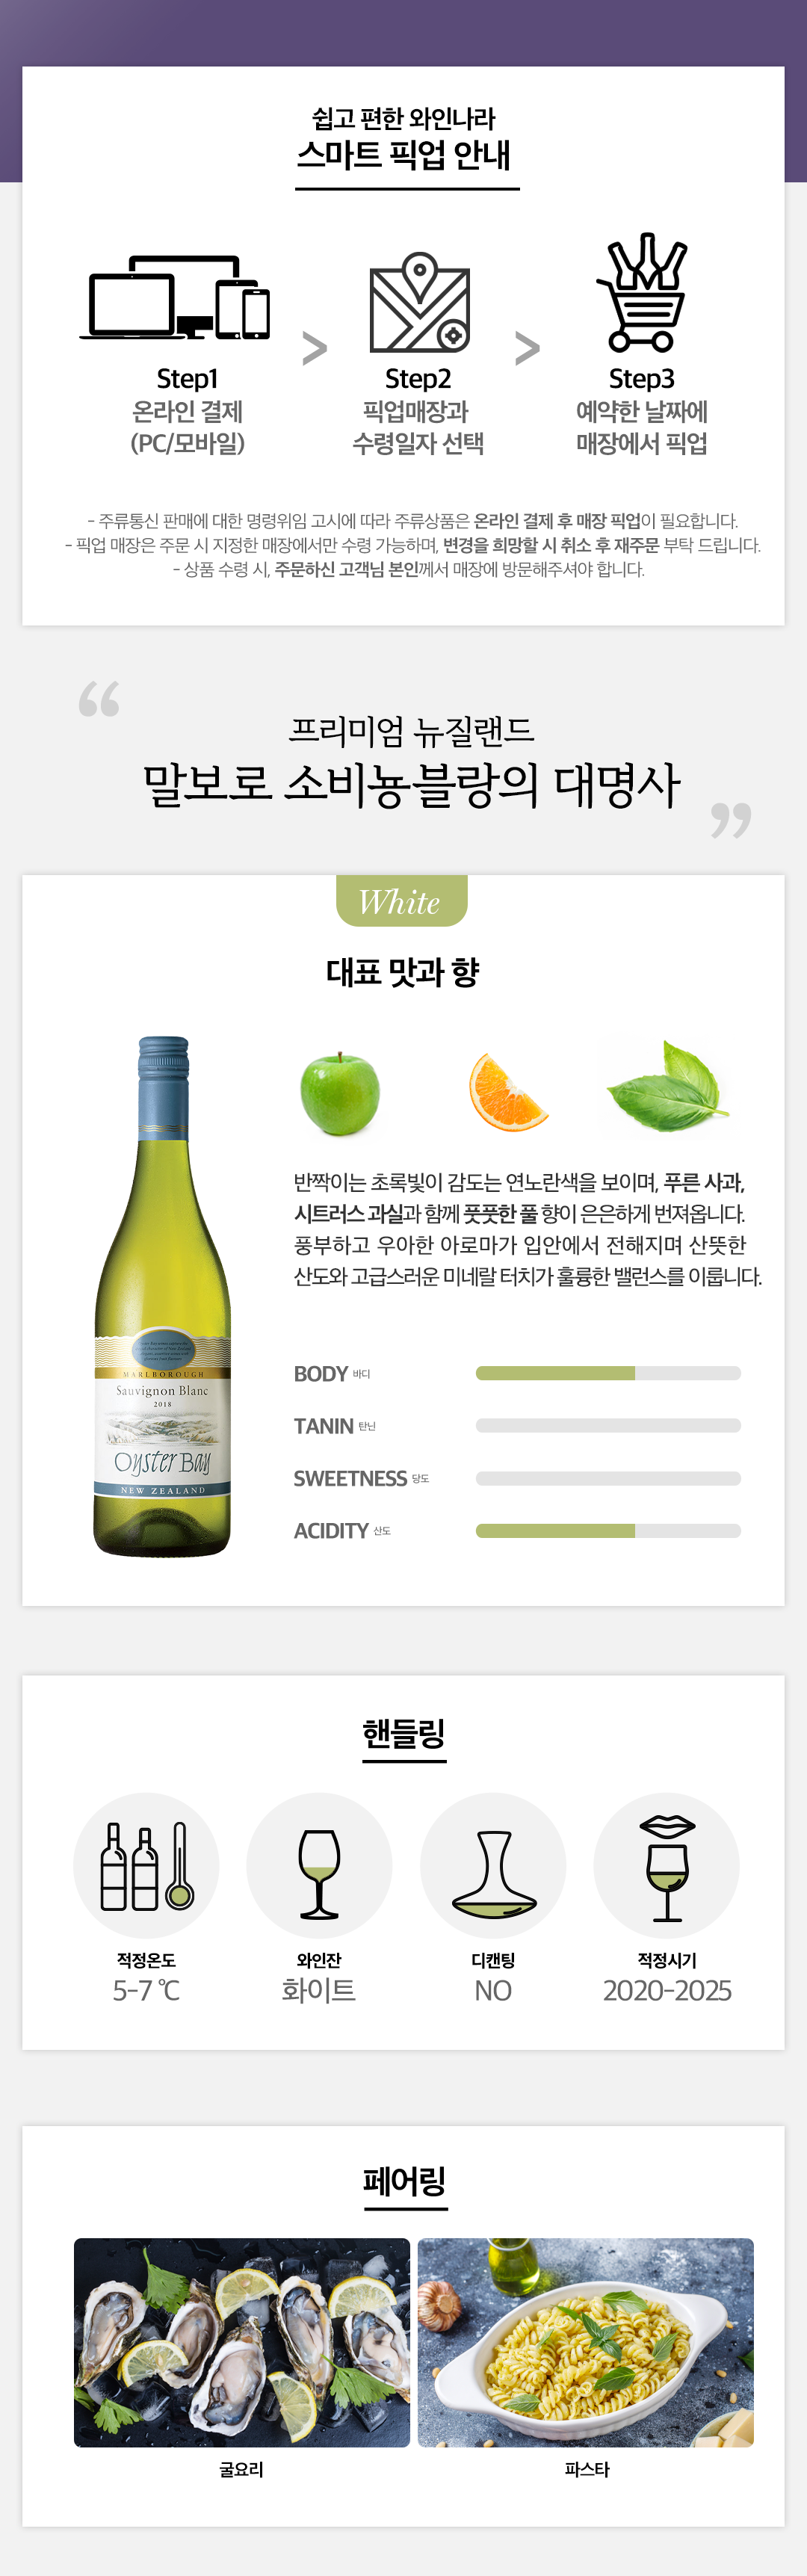 쉽고 편한 와인나라
스마트 픽업 안내
>
>
Step1
Step2
Step3
온라인 결제
(PC/모바일)
픽업매장과
수령일자 선택
예약한 날짜에
매장에서 픽업
- 주류통신 판매에 대한 명령위임 고시에 따라 주류상품은 온라인 결제 후 매장 픽업이 필요합니다.
- 픽업 매장은 주문 시 지정한 매장에서만 수령 가능하며, 변경을 희망할 시 취소 후 재주문 부탁 드립니다.
- 상품 수령 시, 주문하신 고객님 본인께서 매장에 방문해주셔야 합니다.
“
프리미엄 뉴질랜드
말보로 소비뇽블랑의 대명사
”
White
대표 맛과 향
반짝이는 초록빛이 감도는 연노란색을 보이며, 푸른 사과,
시트러스 과실과 함께 풋풋한 풀 향이 은은하게 번져옵니다.
풍부하고 우아한 아로마가 입안에서 전해지며 산뜻한
산도와 고급스러운 미네랄 터치가 훌륭한 밸런스를 이룹니다.
MARLBOROUGH
Sauvignon Blanc
2018
Oyster Bay
NEW ZEALAND
BODY 바디
TANIN 탄닌
SWEETNESS 당도
ACIDITY 산도
핸들링
적정온도
5-7 ℃
와인잔
화이트
디캔팅
NO
적정시기
2020-2025
페어링
굴요리
파스타